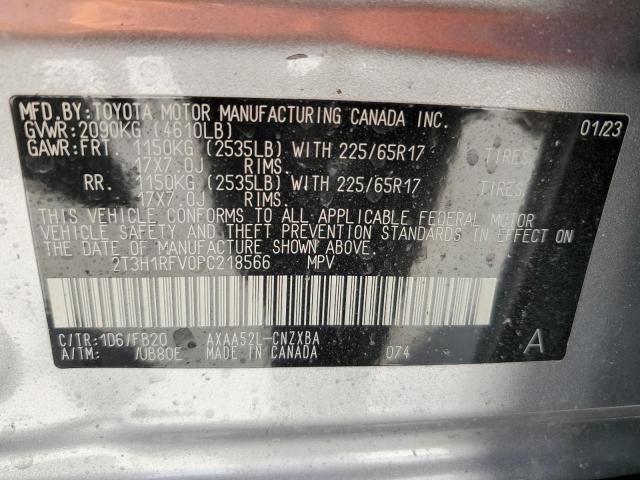 MFD.BY:TOYOTA MOTOR MANUFACTURING CANADA INC. 01/23
GVWR:2090KG (4610LB)
GAWR:FRT. 1150KG (2535LB) WITH 225/65R17 TIRES
17X7.0J RIMS.
RR. 1150KG (2535LB) WITH 225/65R17 TIRES
17X7.0J RIMS.
THIS VEHICLE CONFORMS TO ALL APPLICABLE FEDERAL MOTOR
VEHICLE SAFETY AND THEFT PREVENTION STANDARDS IN EFFECT ON
THE DATE OF MANUFACTURE SHOWN ABOVE.
2T3H1RFV0PC218566 MPV
C/TR:1D6/FB20 AXAA52L-CNZXBA
A/TM: /UB80E MADE IN CANADA 074 A